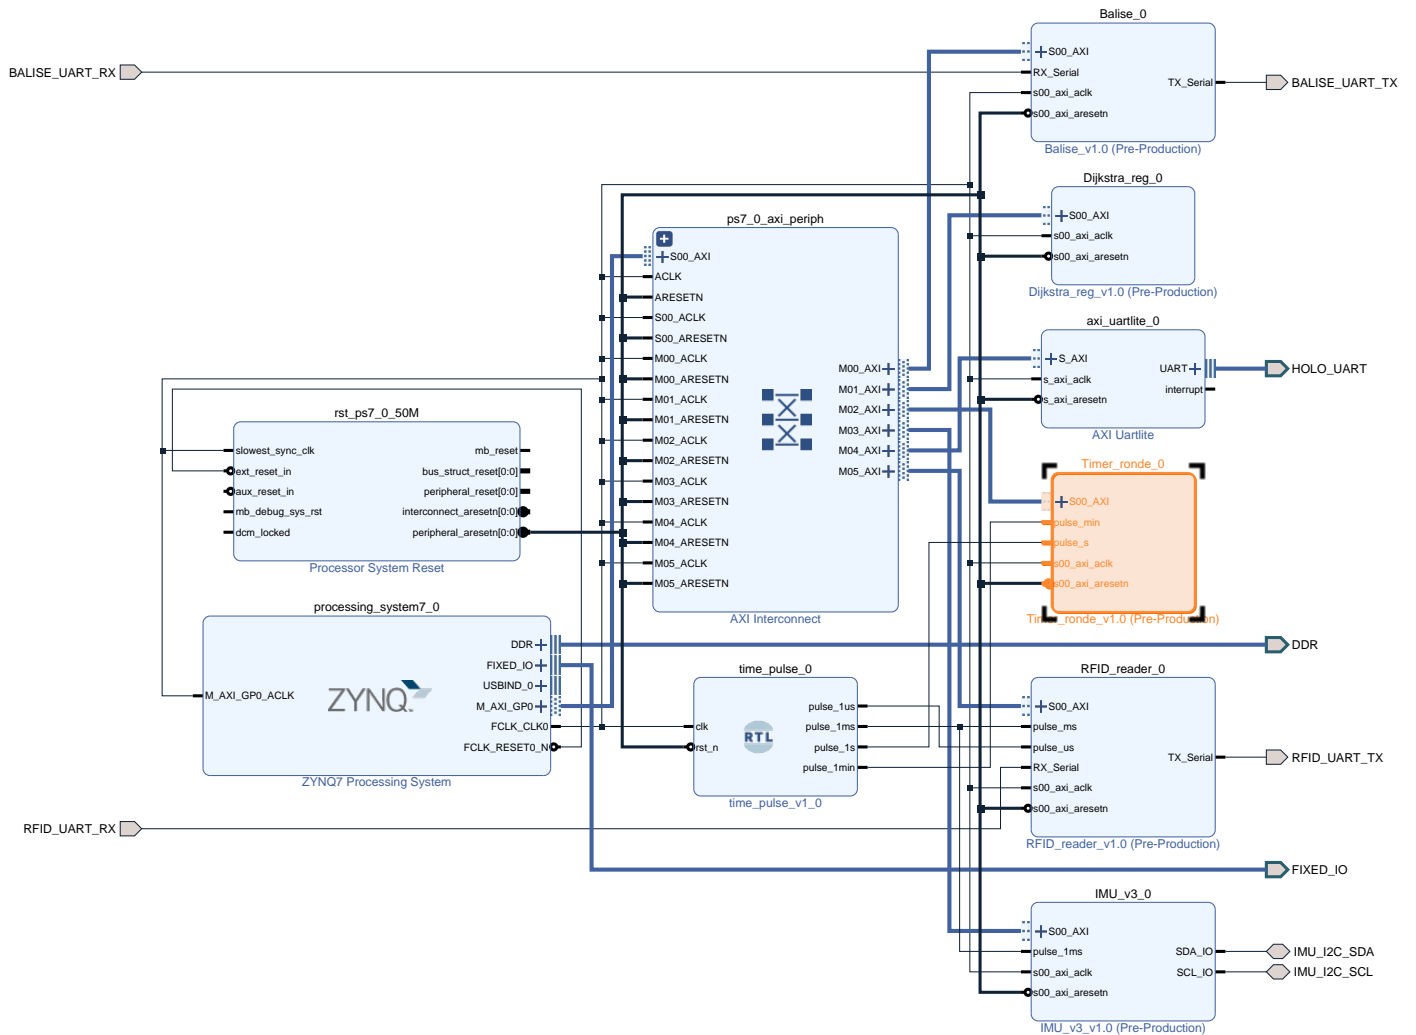 BALISE_UART_RX
Balise_0
S00_AXI
RX_Serial
s00_axi_aclk
s00_axi_aresetn
TX_Serial
Balise_v1.0 (Pre-Production)
BALISE_UART_TX
Dijkstra_reg_0
S00_AXI
s00_axi_aclk
s00_axi_aresetn
Dijkstra_reg_v1.0 (Pre-Production)
ps7_0_axi_periph
S00_AXI
ACLK
ARESETN
S00_ACLK
S00_ARESETN
M00_ACLK
M00_ARESETN
M01_ACLK
M01_ARESETN
M02_ACLK
M02_ARESETN
M03_ACLK
M03_ARESETN
M04_ACLK
M04_ARESETN
M05_ACLK
M05_ARESETN
M00_AXI
M01_AXI
M02_AXI
M03_AXI
M04_AXI
M05_AXI
AXI Interconnect
axi_uartlite_0
S_AXI
s_axi_aclk
s_axi_aresetn
UART
interrupt
AXI Uartlite
HOLO_UART
rst_ps7_0_50M
slowest_sync_clk
ext_reset_in
aux_reset_in
mb_debug_sys_rst
dcm_locked
mb_reset
bus_struct_reset[0:0]
peripheral_reset[0:0]
interconnect_aresetn[0:0]
peripheral_aresetn[0:0]
Processor System Reset
Timer_ronde_0
S00_AXI
pulse_min
pulse_s
s00_axi_aclk
s00_axi_aresetn
Timer_ronde_v1.0 (Pre-Production)
processing_system7_0
M_AXI_GP0_ACLK
ZYNQ
DDR
FIXED_IO
USBIND_0
M_AXI_GP0
FCLK_CLK0
FCLK_RESET0_N
ZYNQ7 Processing System
DDR
time_pulse_0
clk
rst_n
RTL
pulse_1us
pulse_1ms
pulse_1s
pulse_1min
time_pulse_v1_0
RFID_reader_0
S00_AXI
pulse_ms
pulse_us
RX_Serial
s00_axi_aclk
s00_axi_aresetn
TX_Serial
RFID_reader_v1.0 (Pre-Production)
RFID_UART_TX
RFID_UART_RX
FIXED_IO
IMU_v3_0
S00_AXI
pulse_1ms
s00_axi_aclk
s00_axi_aresetn
SDA_IO
SCL_IO
IMU_v3_v1.0 (Pre-Production)
IMU_I2C_SDA
IMU_I2C_SCL